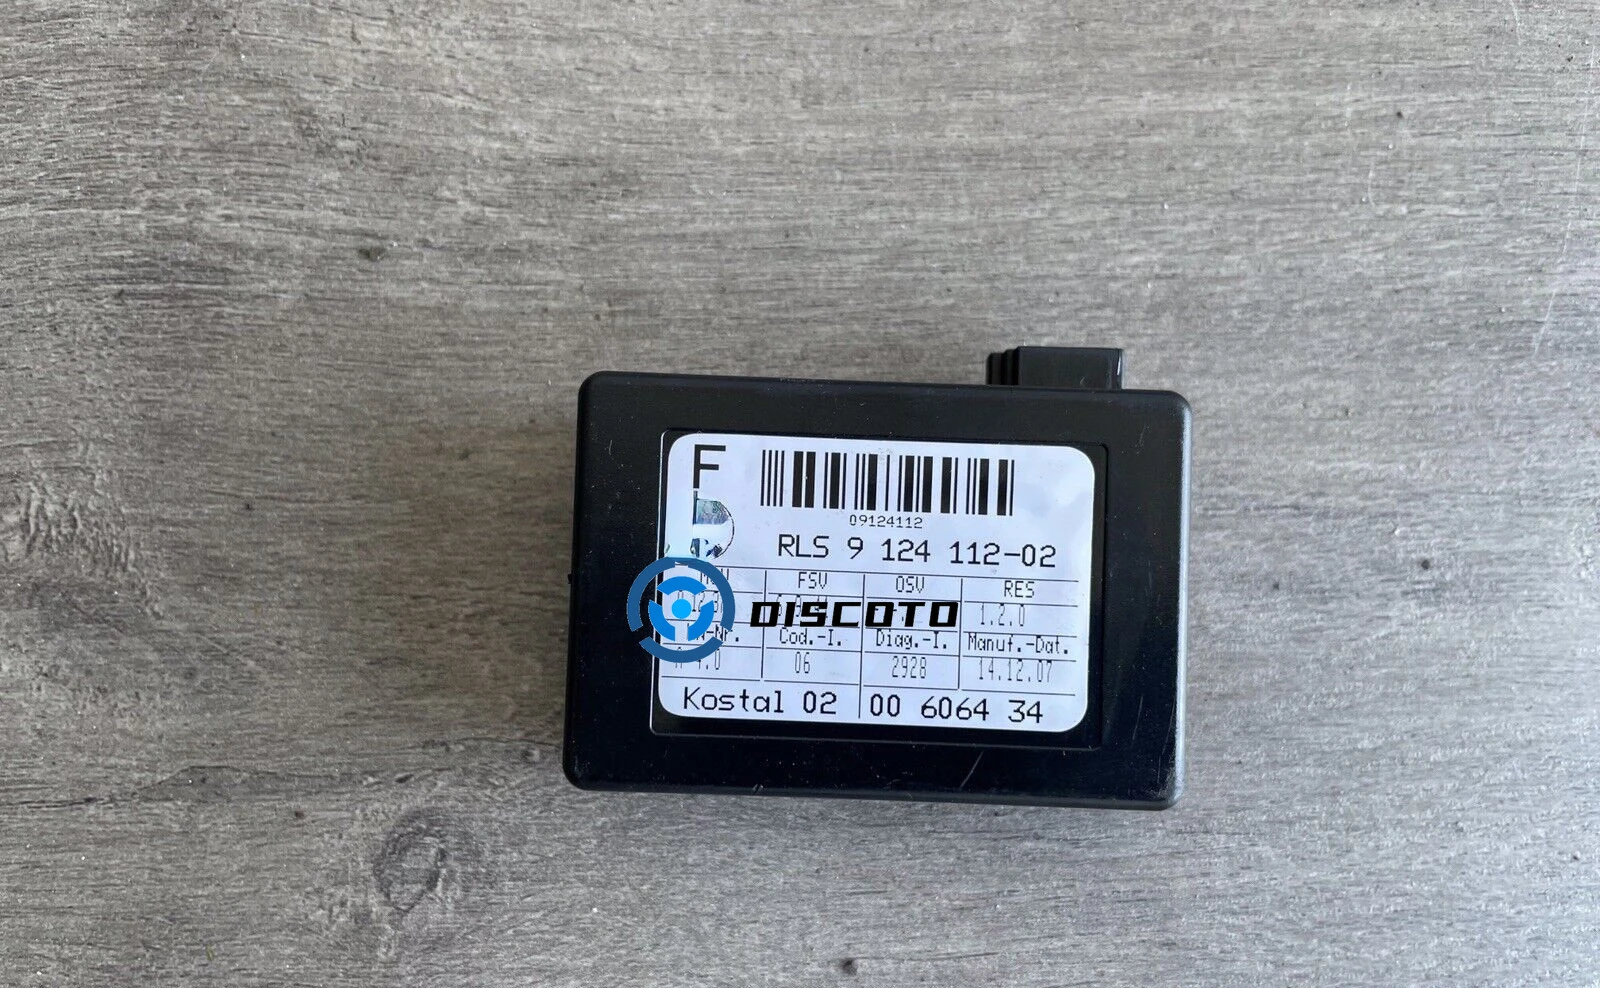 F
09124112
RLS 9 124 112-02
FSV OSV RES
DISCOTO
1.2.0
Cod.-I. Diag.-I. Manuf.-Dat.
06 2928 14.12.07
Kostal 02 00 6064 34